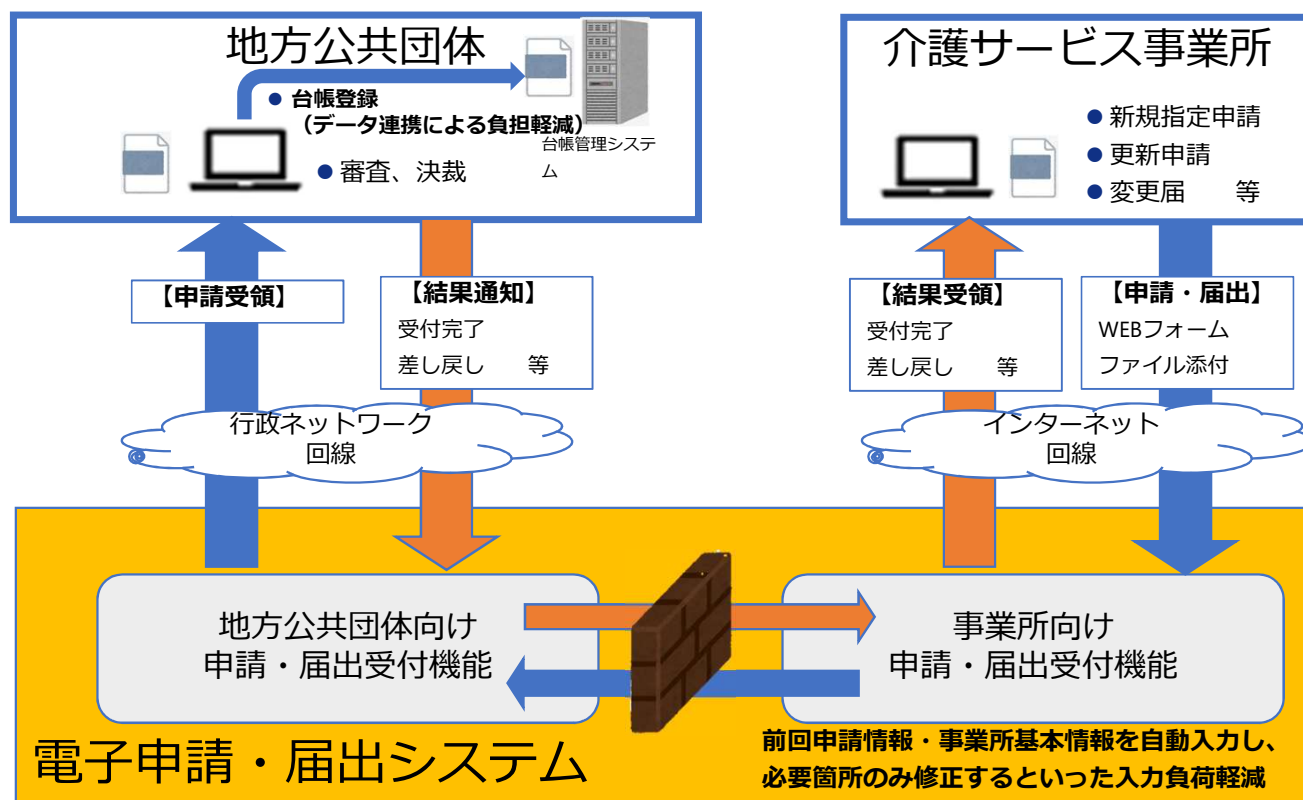 地方公共団体
● 台帳登録
（データ連携による負担軽減）
台帳管理システ
ム
● 審査、決裁
介護サービス事業所
● 新規指定申請
● 更新申請
● 変更届　　等
【申請受領】
【結果通知】
受付完了
差し戻し　　等
【結果受領】
受付完了
差し戻し　　等
【申請・届出】
WEBフォーム
ファイル添付
行政ネットワーク
回線
インターネット
回線
地方公共団体向け
申請・届出受付機能
事業所向け
申請・届出受付機能
電子申請・届出システム
前回申請情報・事業所基本情報を自動入力し、
必要箇所のみ修正するといった入力負荷軽減